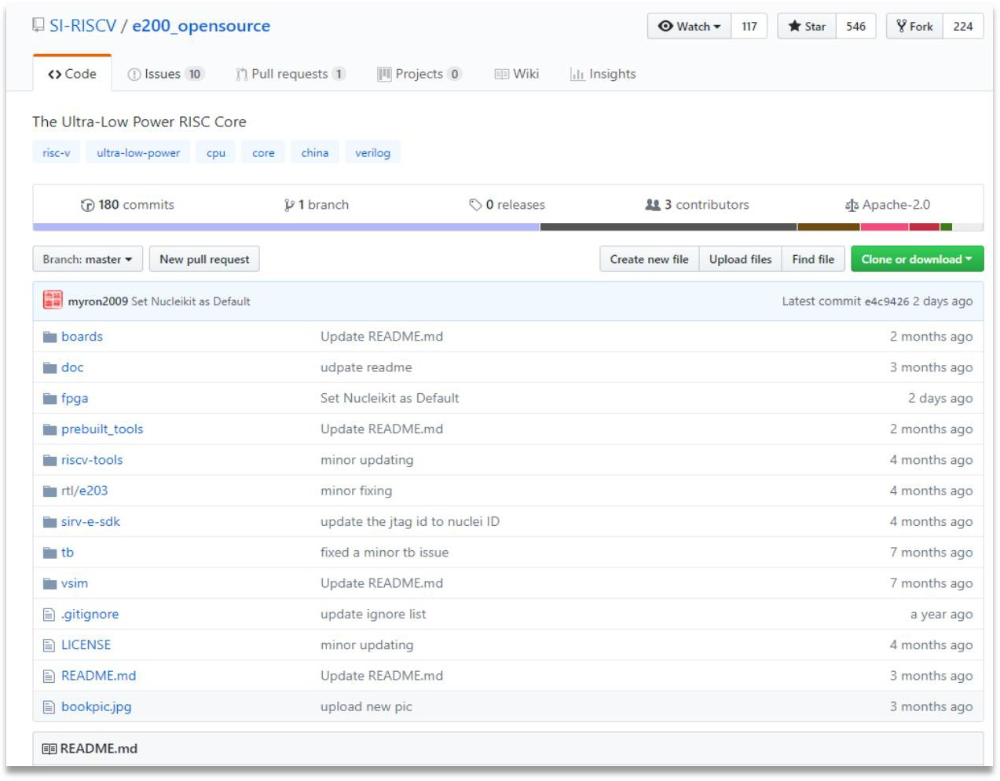 SI-RISCV / e200_opensource Watch 117 Star 546 Fork 224
Code Issues 10 Pull requests 1 Projects 0 Wiki Insights
The Ultra-Low Power RISC Core
risc-v ultra-low-power cpu core china verilog
180 commits 1 branch 0 releases 3 contributors Apache-2.0
Branch: master New pull request Create new file Upload files Find file Clone or download
myron2009 Set Nucleikit as Default Latest commit e4c9426 2 days ago
boards Update README.md 2 months ago
doc udpate readme 3 months ago
fpga Set Nucleikit as Default 2 days ago
prebuilt_tools Update README.md 2 months ago
riscv-tools minor updating 4 months ago
rtl/e203 minor fixing 4 months ago
sirv-e-sdk update the jtag id to nuclei ID 4 months ago
tb fixed a minor tb issue 7 months ago
vsim Update README.md 7 months ago
.gitignore update ignore list a year ago
LICENSE minor updating 4 months ago
README.md Update README.md 3 months ago
bookpic.jpg upload new pic 3 months ago
README.md